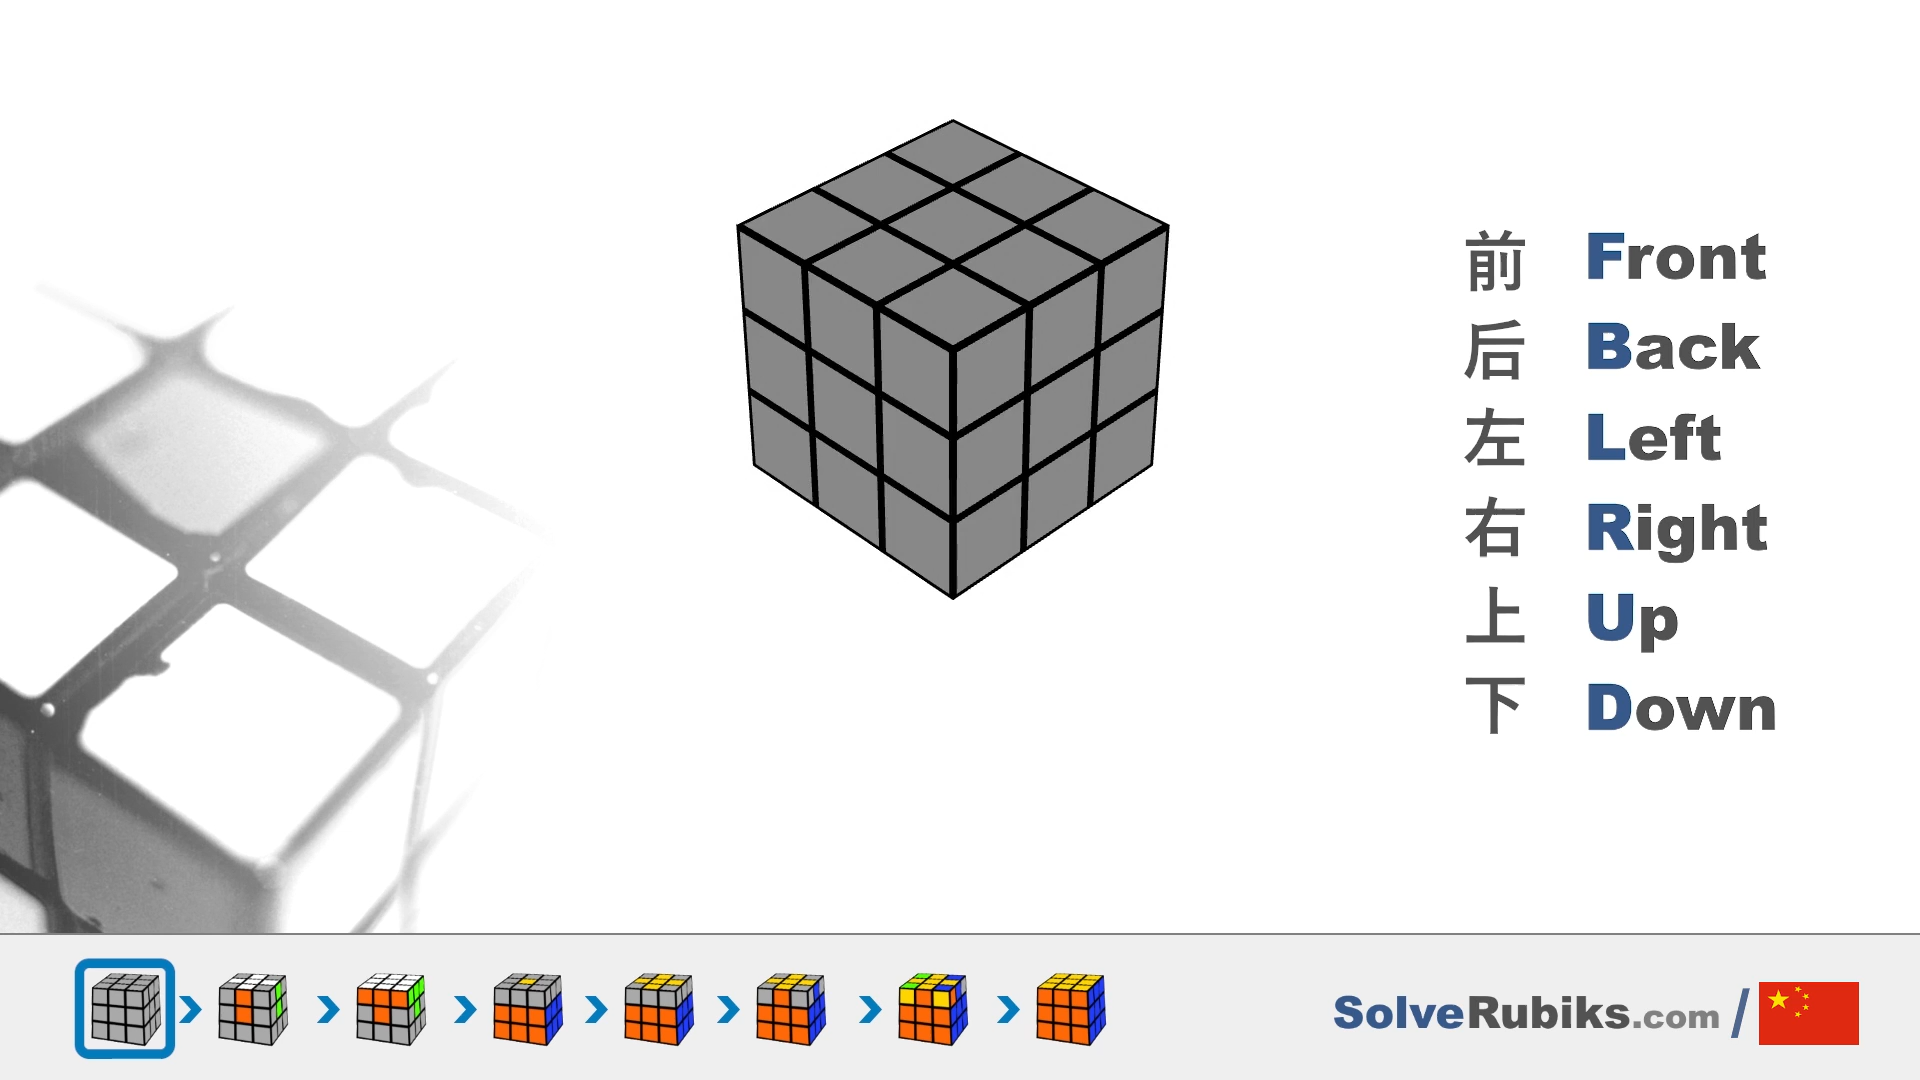 前 Front
后 Back
左 Left
右 Right
上 Up
下 Down
SolveRubiks.com /